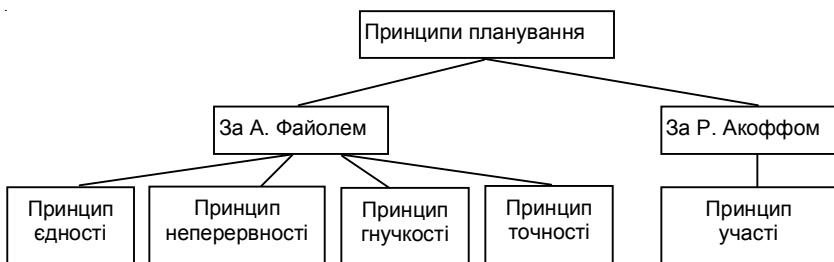 Принципи планування
За А. Файолем
За Р. Акоффом
Принцип
єдності
Принцип
неперервності
Принцип
гнучкості
Принцип
точності
Принцип
участі